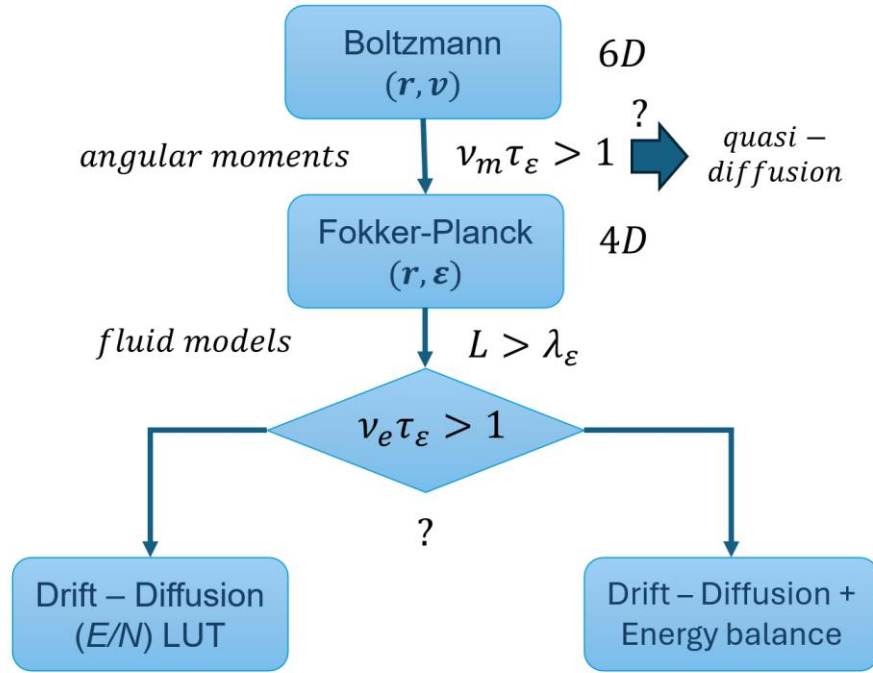 Boltzmann
(r, v)
6D
angular moments
ν_m τ_ε > 1
?
quasi −
diffusion
Fokker-Planck
(r, ε)
4D
fluid models
L > λ_ε
ν_e τ_ε > 1
?
Drift – Diffusion
(E/N) LUT
Drift – Diffusion +
Energy balance